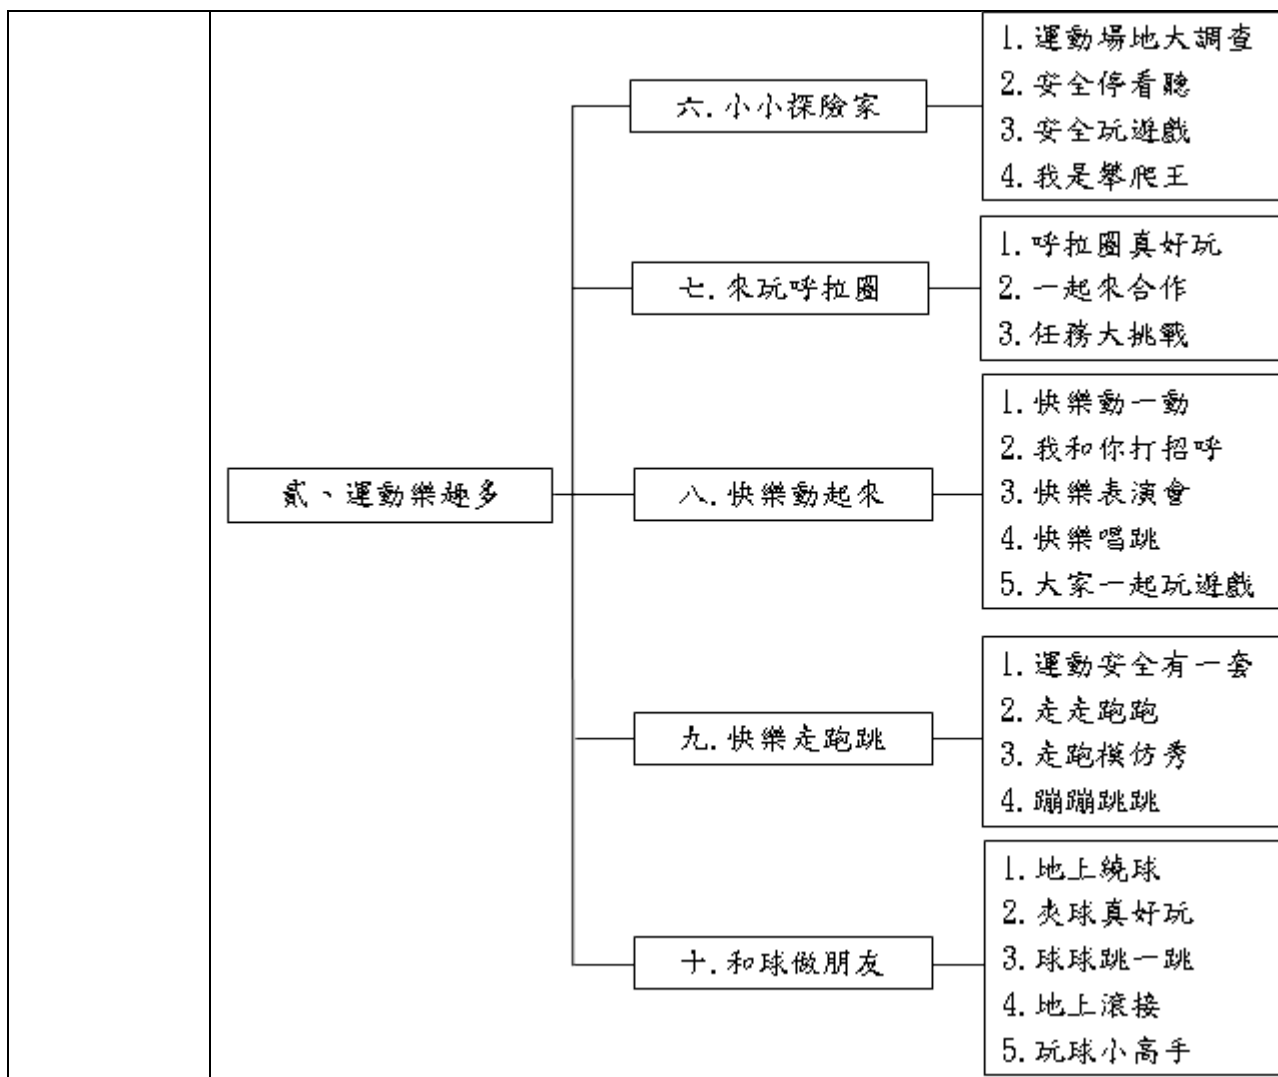 貳、運動樂趣多
六.小小探險家
1.運動場地大調查
2.安全停看聽
3.安全玩遊戲
4.我是攀爬王
七.來玩呼拉圈
1.呼拉圈真好玩
2.一起來合作
3.任務大挑戰
八.快樂動起來
1.快樂動一動
2.我和你打招呼
3.快樂表演會
4.快樂唱跳
5.大家一起玩遊戲
九.快樂走跑跳
1.運動安全有一套
2.走走跑跑
3.走跑模仿秀
4.蹦蹦跳跳
十.和球做朋友
1.地上繞球
2.夾球真好玩
3.球球跳一跳
4.地上滾接
5.玩球小高手